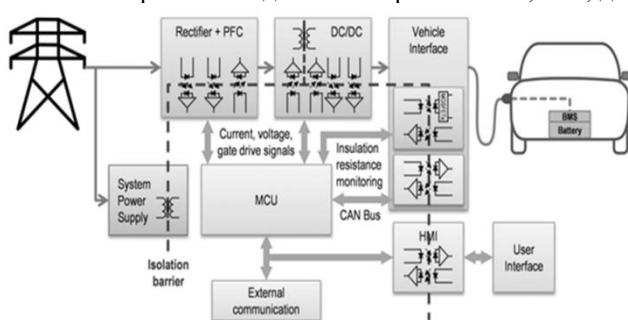 Rectifier + PFC
DC/DC
Vehicle
Interface
MOSFETs
BMS
Battery
Current, voltage,
gate drive signals
Insulation
resistance
monitoring
System
Power
Supply
MCU
CAN Bus
Isolation
barrier
HMI
User
Interface
External
communication